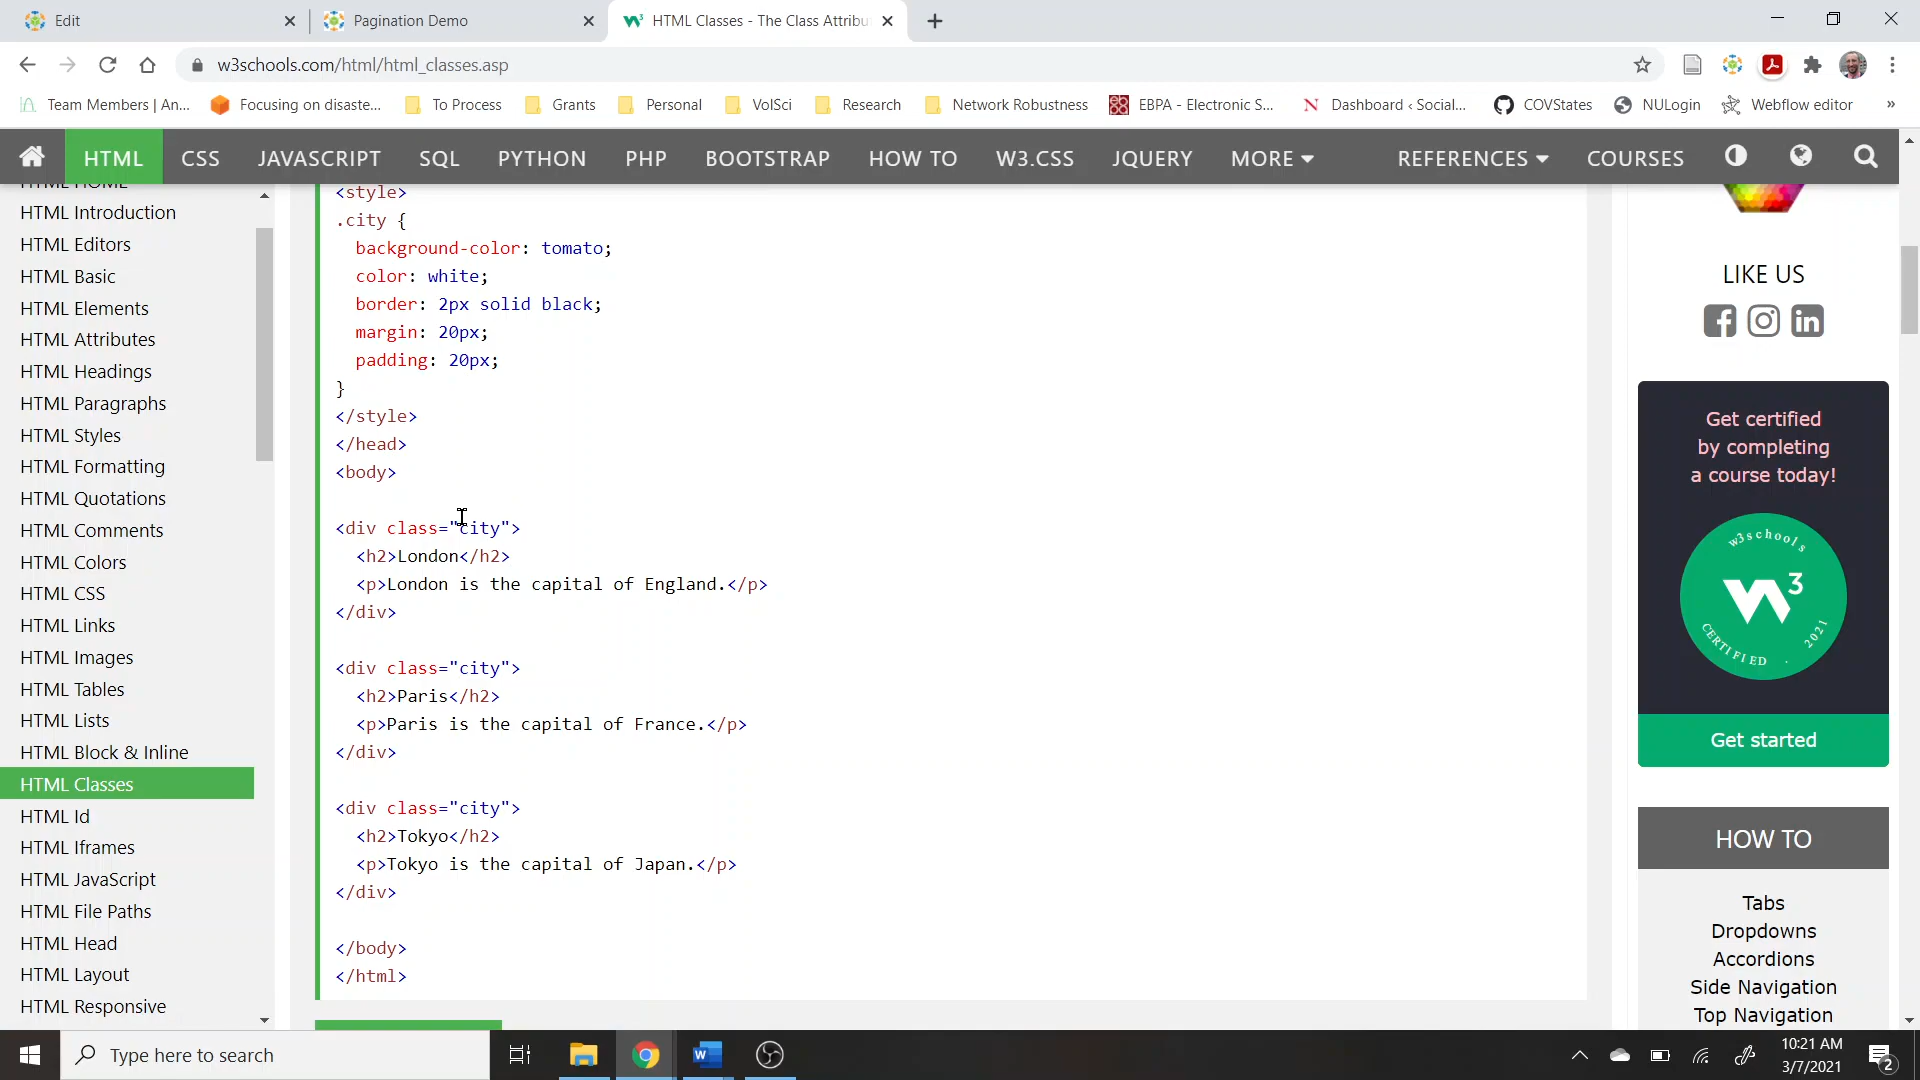 Edit
Pagination Demo
HTML Classes - The Class Attribu
w3schools.com/html/html_classes.asp
Team Members | An...
Focusing on disaste...
To Process
Grants
Personal
VolSci
Research
Network Robustness
EBPA - Electronic S...
Dashboard ‹ Social...
COVStates
NULogin
Webflow editor
»
HTML
CSS
JAVASCRIPT
SQL
PYTHON
PHP
BOOTSTRAP
HOW TO
W3.CSS
JQUERY
MORE
REFERENCES
COURSES
HTML HOME
HTML Introduction
HTML Editors
HTML Basic
HTML Elements
HTML Attributes
HTML Headings
HTML Paragraphs
HTML Styles
HTML Formatting
HTML Quotations
HTML Comments
HTML Colors
HTML CSS
HTML Links
HTML Images
HTML Tables
HTML Lists
HTML Block & Inline
HTML Classes
HTML Id
HTML Iframes
HTML JavaScript
HTML File Paths
HTML Head
HTML Layout
HTML Responsive
<style>
.city {
  background-color: tomato;
  color: white;
  border: 2px solid black;
  margin: 20px;
  padding: 20px;
}
</style>
</head>
<body>
<div class="city">
  <h2>London</h2>
  <p>London is the capital of England.</p>
</div>
<div class="city">
  <h2>Paris</h2>
  <p>Paris is the capital of France.</p>
</div>
<div class="city">
  <h2>Tokyo</h2>
  <p>Tokyo is the capital of Japan.</p>
</div>
</body>
</html>
LIKE US
Get certified
by completing
a course today!
w3schools
W3
CERTIFIED . 2021
Get started
HOW TO
Tabs
Dropdowns
Accordions
Side Navigation
Top Navigation
Type here to search
10:21 AM
3/7/2021
2